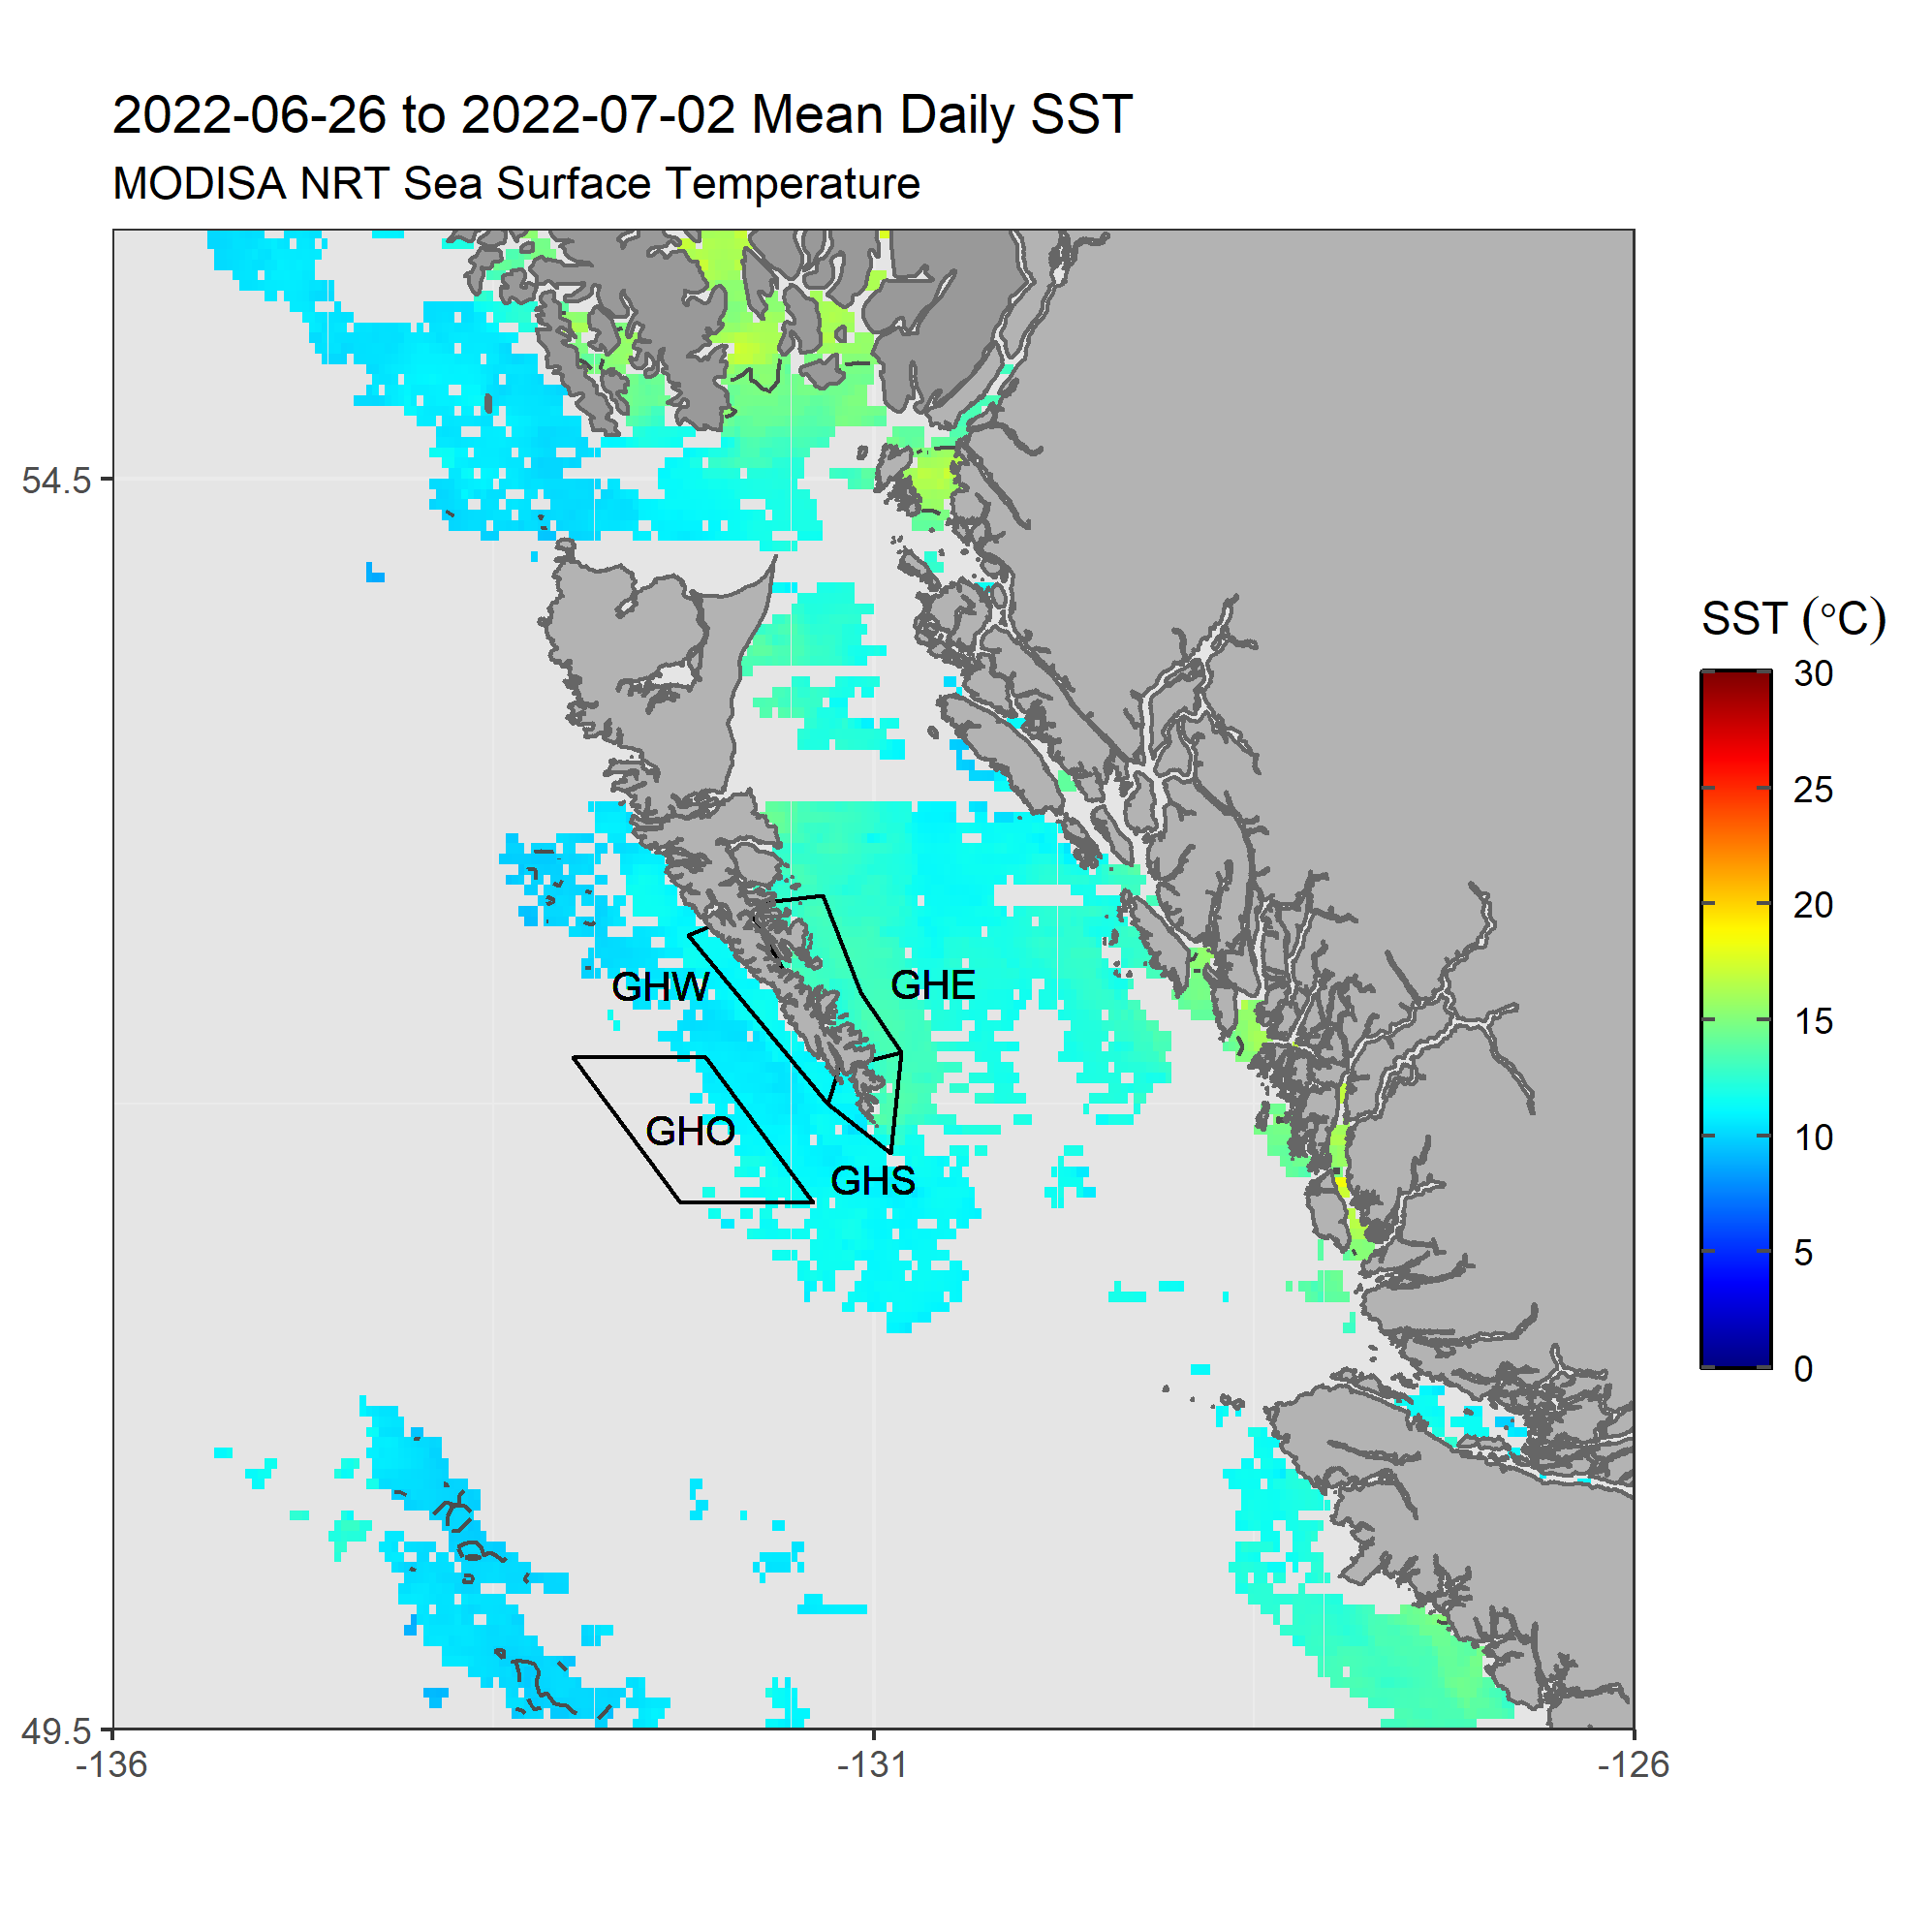 2022-06-26 to 2022-07-02 Mean Daily SST
MODISA NRT Sea Surface Temperature
54.5
49.5
-136
-131
-126
GHW
GHE
GHO
GHS
SST (°C)
30
25
20
15
10
5
0